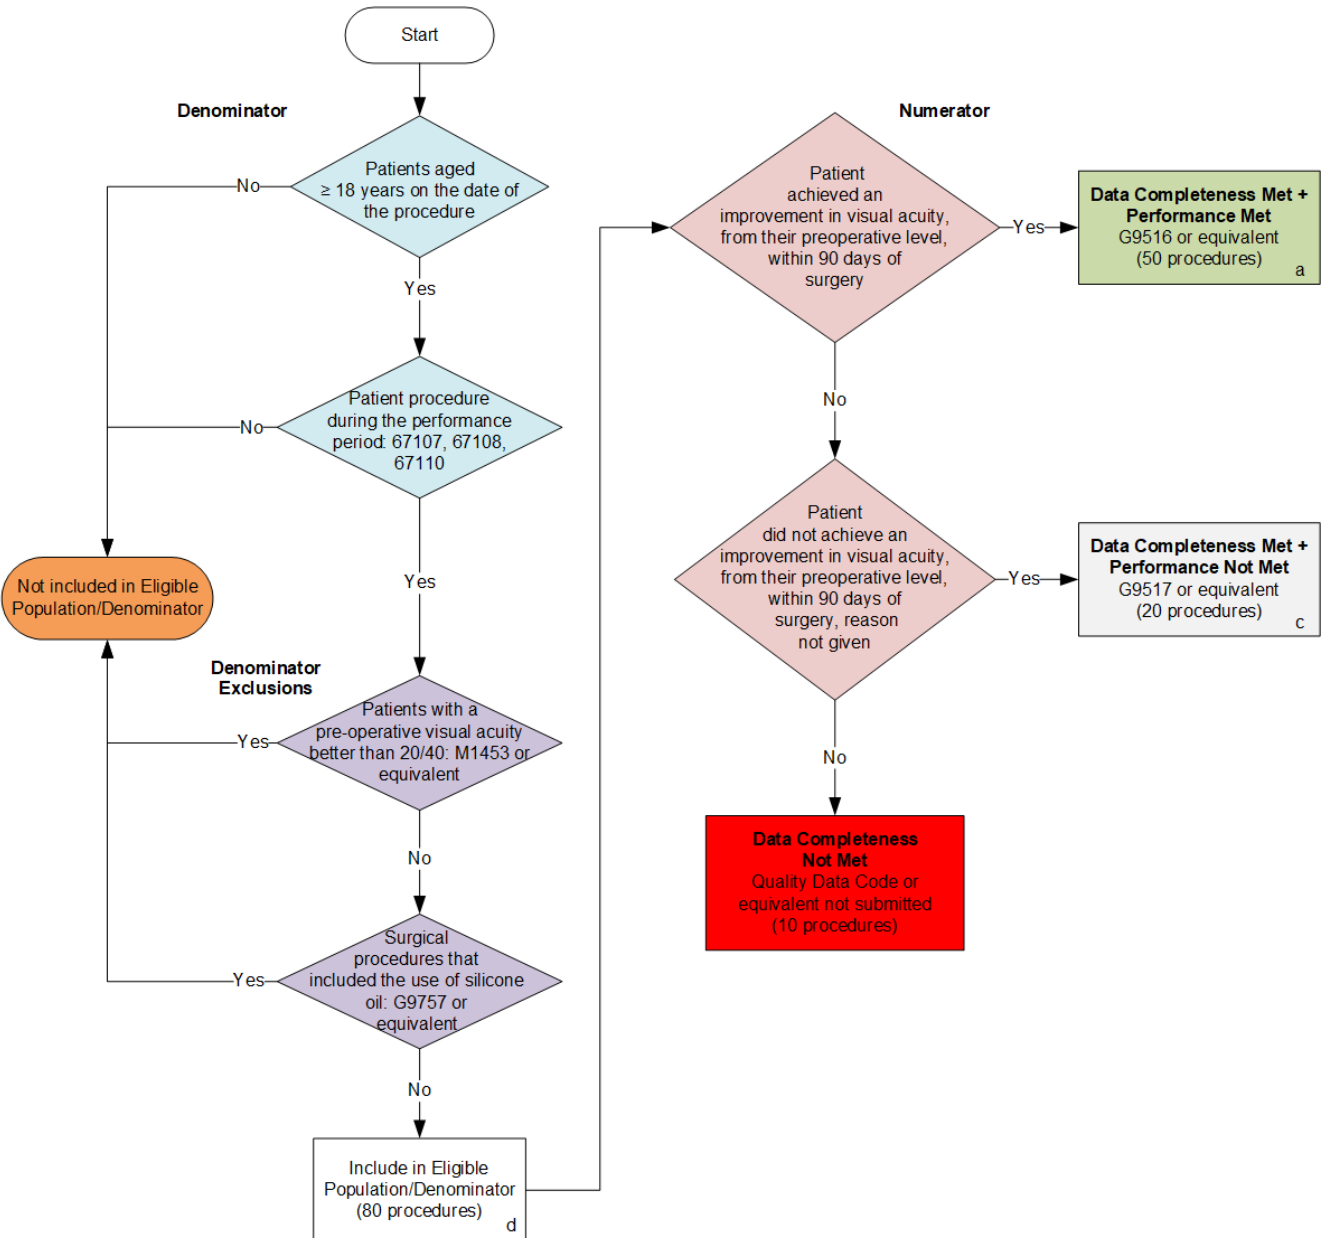 Start
Denominator
Patients aged
≥ 18 years on the date of
the procedure
No
Yes
Patient procedure
during the performance
period: 67107, 67108,
67110
No
Yes
Not included in Eligible
Population/Denominator
Denominator
Exclusions
Patients with a
pre-operative visual acuity
better than 20/40: M1453 or
equivalent
Yes
No
Surgical
procedures that
included the use of silicone
oil: G9757 or
equivalent
Yes
No
Include in Eligible
Population/Denominator
(80 procedures)
d
Numerator
Patient
achieved an
improvement in visual acuity,
from their preoperative level,
within 90 days of
surgery
Yes
Data Completeness Met +
Performance Met
G9516 or equivalent
(50 procedures)
a
No
Patient
did not achieve an
improvement in visual acuity,
from their preoperative level,
within 90 days of
surgery, reason
not given
Yes
Data Completeness Met +
Performance Not Met
G9517 or equivalent
(20 procedures)
c
No
Data Completeness
Not Met
Quality Data Code or
equivalent not submitted
(10 procedures)